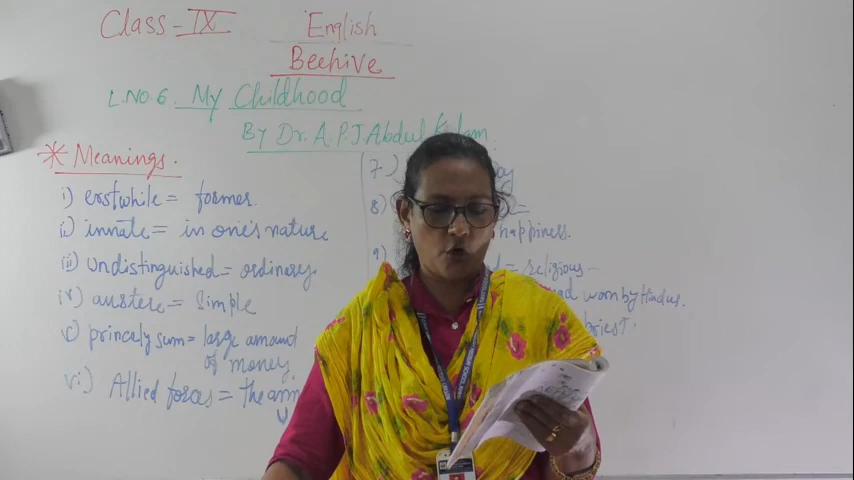 Class - IX
English
Beehive
L.NO.6. My Childhood
By Dr. A.P.J. Abdul Kalam
* Meanings.
i) erstwhile = former.
ii) innate = in one's nature
iii) undistinguished = ordinary.
iv) austere = Simple
v) princely sum = large amount
of money
vi) Allied forces = the
7.)
8)
happiness.
9)
= religious
worn by Hindus.
priest.